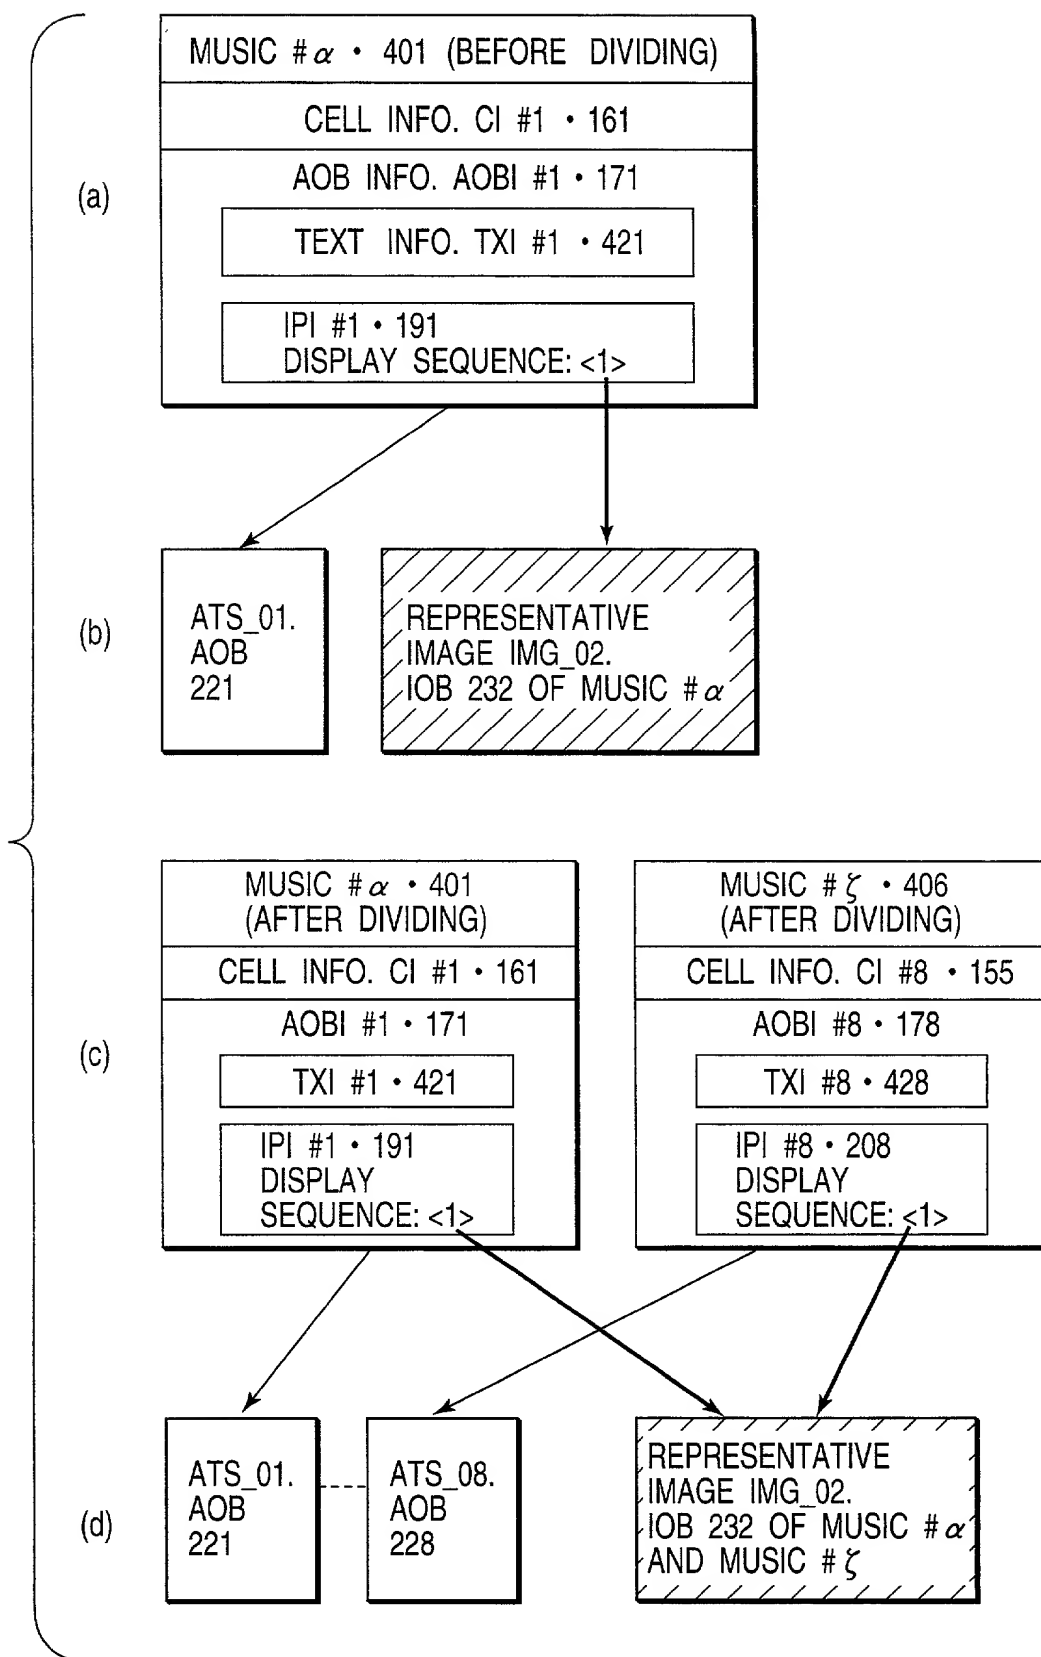 MUSIC #α • 401 (BEFORE DIVIDING)
CELL INFO. CI #1 • 161
(a)
AOB INFO. AOBI #1 • 171
TEXT INFO. TXI #1 • 421
IPI #1 • 191
DISPLAY SEQUENCE: <1>
(b)
ATS_01.
AOB
221
REPRESENTATIVE
IMAGE IMG_02.
IOB 232 OF MUSIC #α
MUSIC #α • 401
(AFTER DIVIDING)
CELL INFO. CI #1 • 161
(c)
AOBI #1 • 171
TXI #1 • 421
IPI #1 • 191
DISPLAY
SEQUENCE: <1>
MUSIC #ζ • 406
(AFTER DIVIDING)
CELL INFO. CI #8 • 155
AOBI #8 • 178
TXI #8 • 428
IPI #8 • 208
DISPLAY
SEQUENCE: <1>
(d)
ATS_01.
AOB
221
ATS_08.
AOB
228
REPRESENTATIVE
IMAGE IMG_02.
IOB 232 OF MUSIC #α
AND MUSIC #ζ